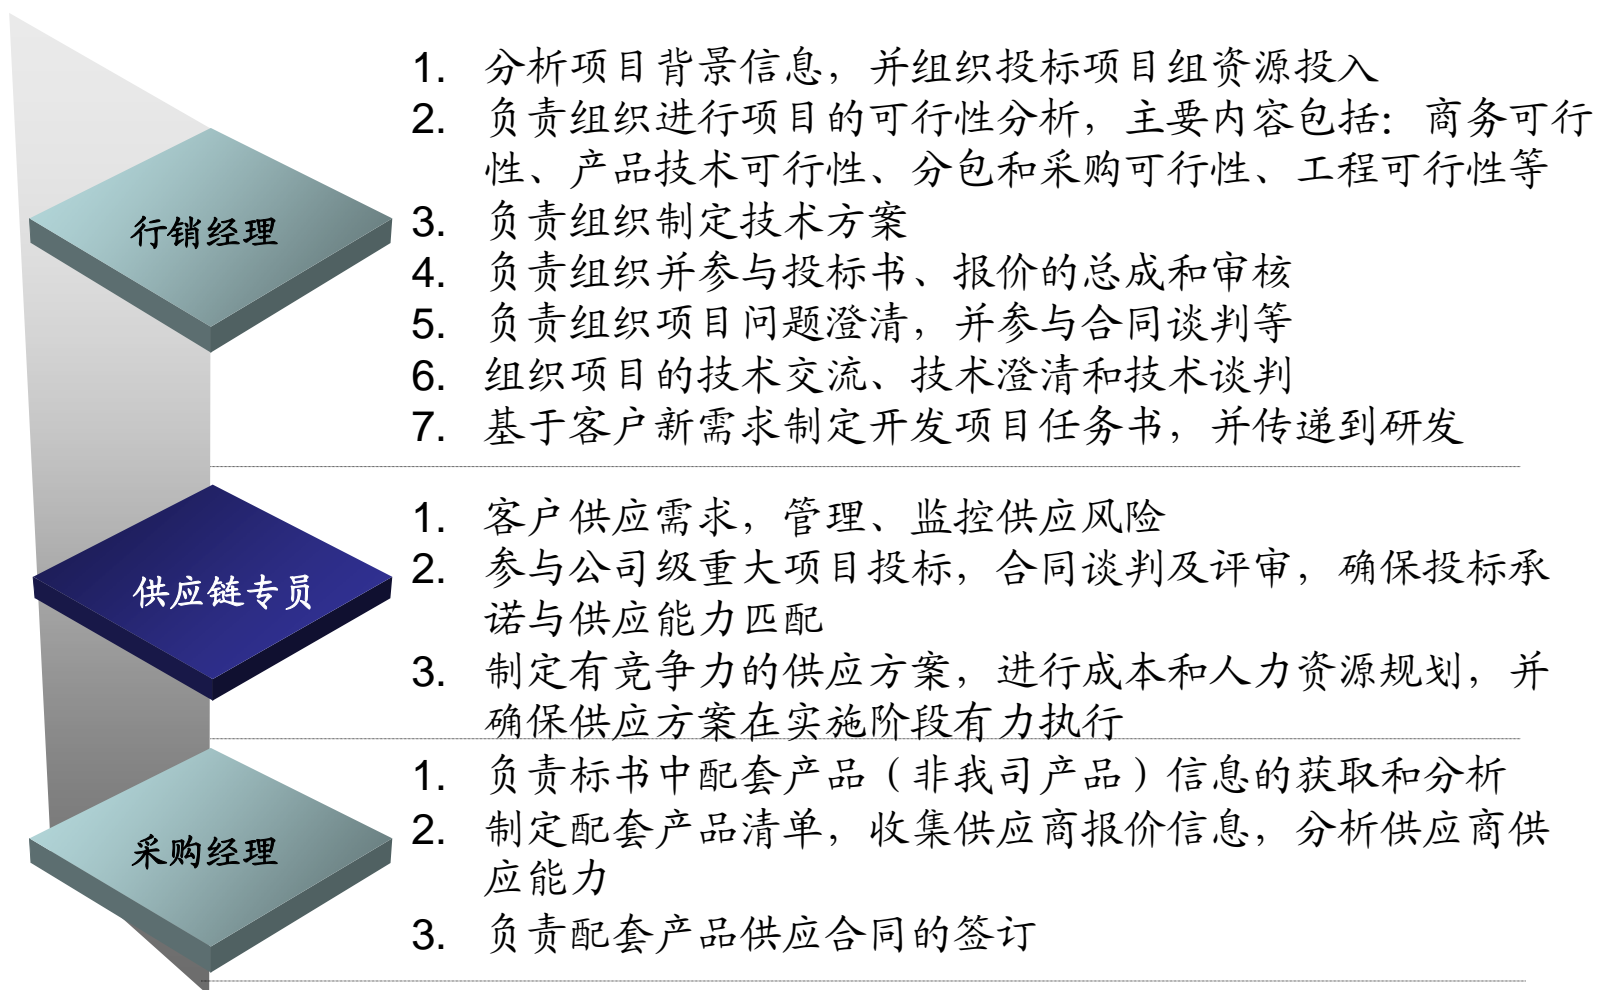 行销经理
1. 分析项目背景信息，并组织投标项目组资源投入
2. 负责组织进行项目的可行性分析，主要内容包括：商务可行
性、产品技术可行性、分包和采购可行性、工程可行性等
3. 负责组织制定技术方案
4. 负责组织并参与投标书、报价的总成和审核
5. 负责组织项目问题澄清，并参与合同谈判等
6. 组织项目的技术交流、技术澄清和技术谈判
7. 基于客户新需求制定开发项目任务书，并传递到研发
供应链专员
1. 客户供应需求，管理、监控供应风险
2. 参与公司级重大项目投标，合同谈判及评审，确保投标承
诺与供应能力匹配
3. 制定有竞争力的供应方案，进行成本和人力资源规划，并
确保供应方案在实施阶段有力执行
采购经理
1. 负责标书中配套产品（非我司产品）信息的获取和分析
2. 制定配套产品清单，收集供应商报价信息，分析供应商供
应能力
3. 负责配套产品供应合同的签订